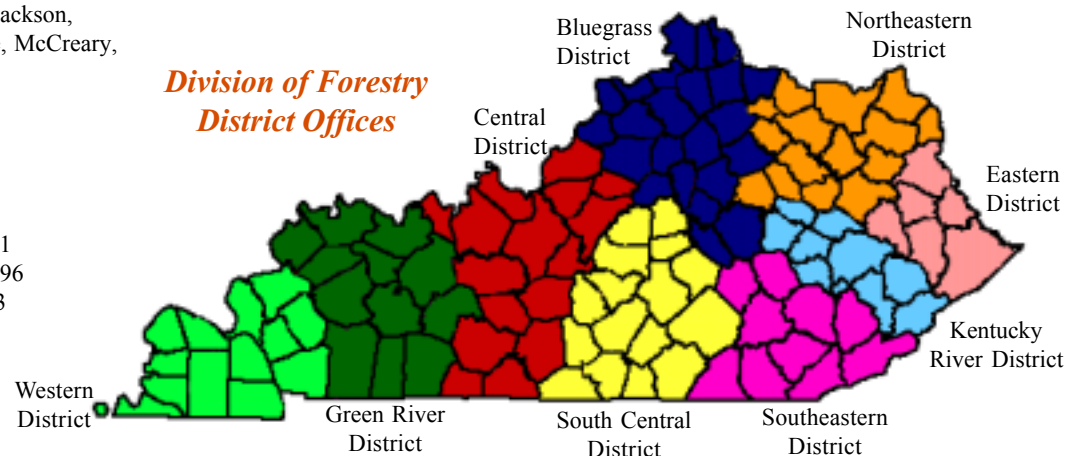 ackson,
, McCreary,
1
96
3
Division of Forestry
District Offices
Bluegrass
District
Northeastern
District
Central
District
Eastern
District
Kentucky
River District
Western
District
Green River
District
South Central
District
Southeastern
District